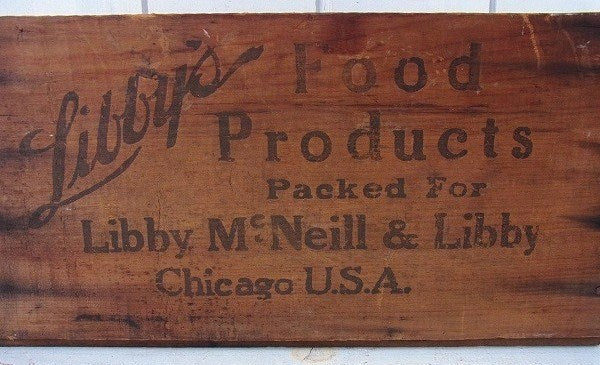 Libby's Food
Products
Packed For
Libby, McNeill & Libby
Chicago U.S.A.